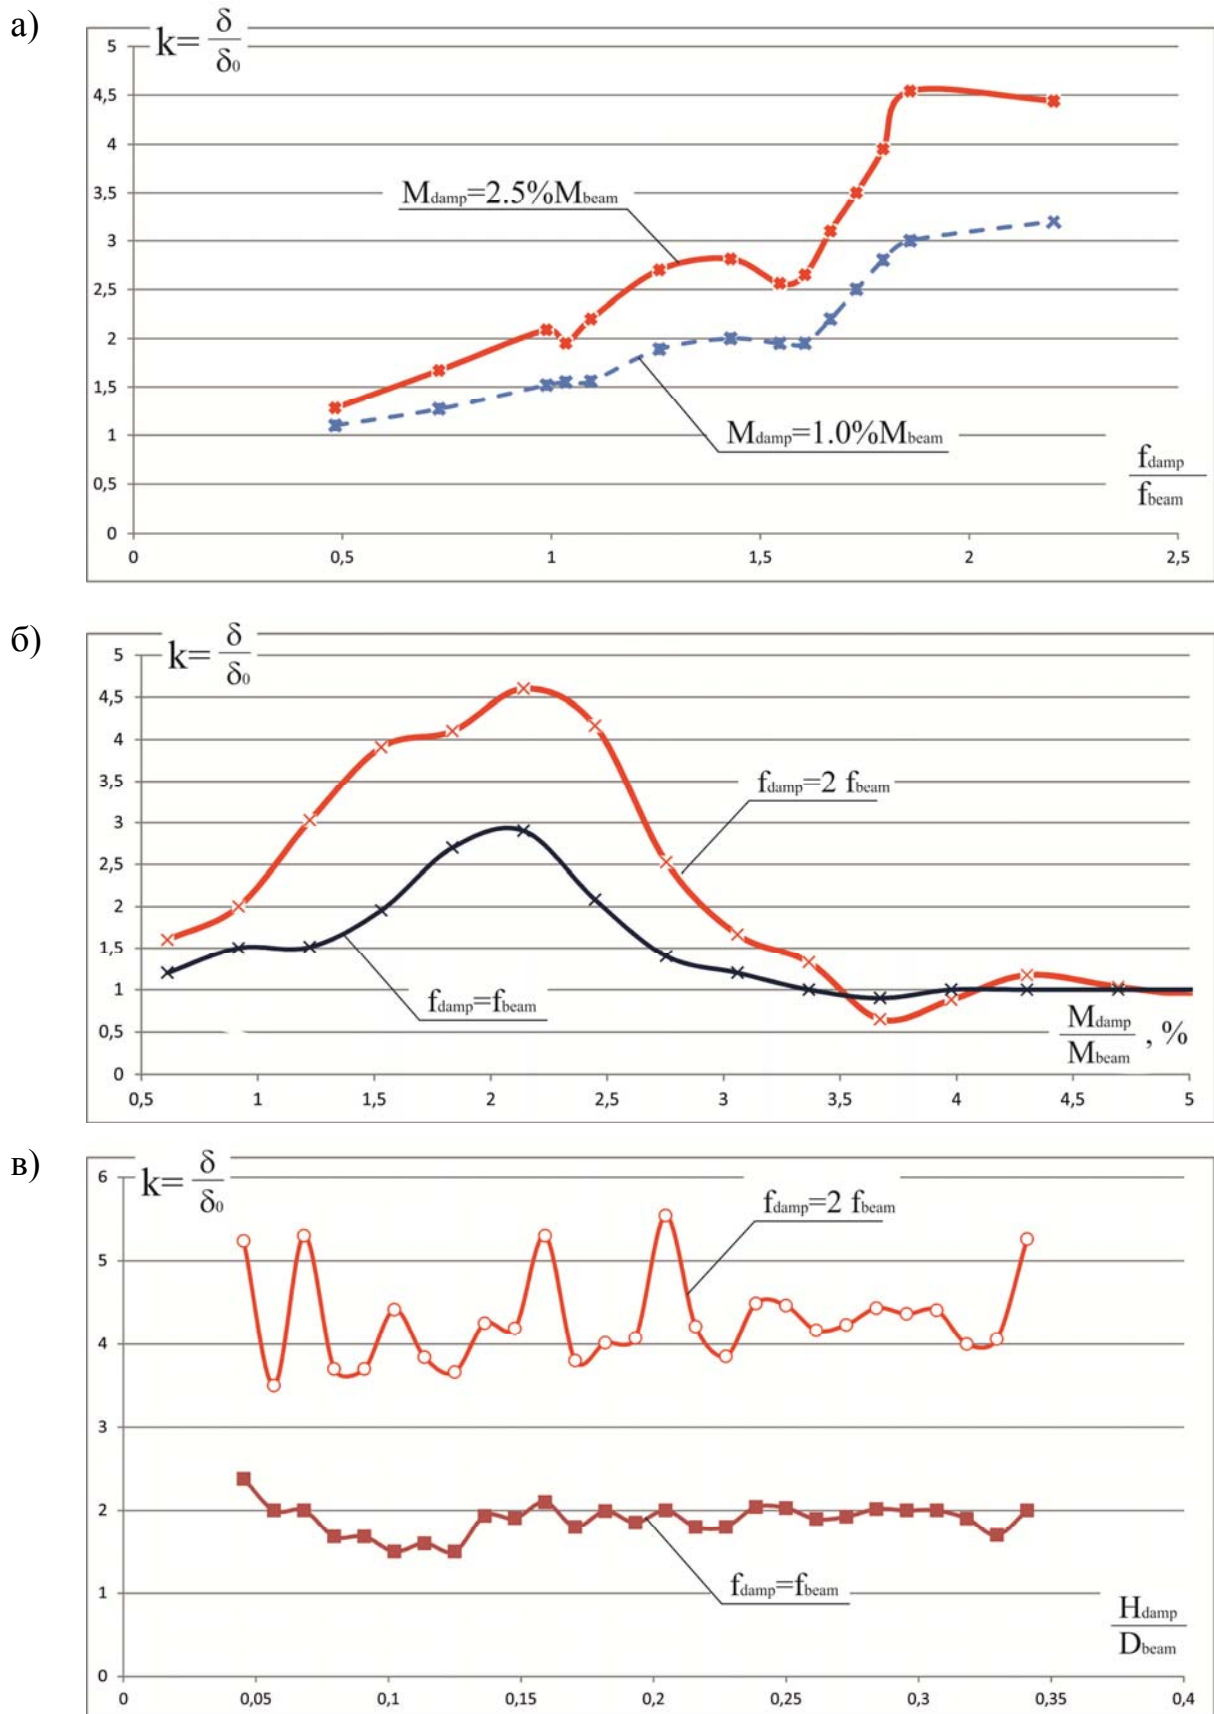 а)
k= δ/δ₀
5
4,5
4
3,5
3
2,5
2
1,5
1
0,5
0
Mdamp=2.5%Mbeam
Mdamp=1.0%Mbeam
fdamp
fbeam
0 0,5 1 1,5 2 2,5
б)
k= δ/δ₀
5
4,5
4
3,5
3
2,5
2
1,5
1
0,5
0
fdamp=2 fbeam
fdamp=fbeam
Mdamp
Mbeam , %
0,5 1 1,5 2 2,5 3 3,5 4 4,5 5
в)
k= δ/δ₀
6
5
4
3
2
1
0
fdamp=2 fbeam
fdamp=fbeam
Hdamp
Dbeam
0 0,05 0,1 0,15 0,2 0,25 0,3 0,35 0,4